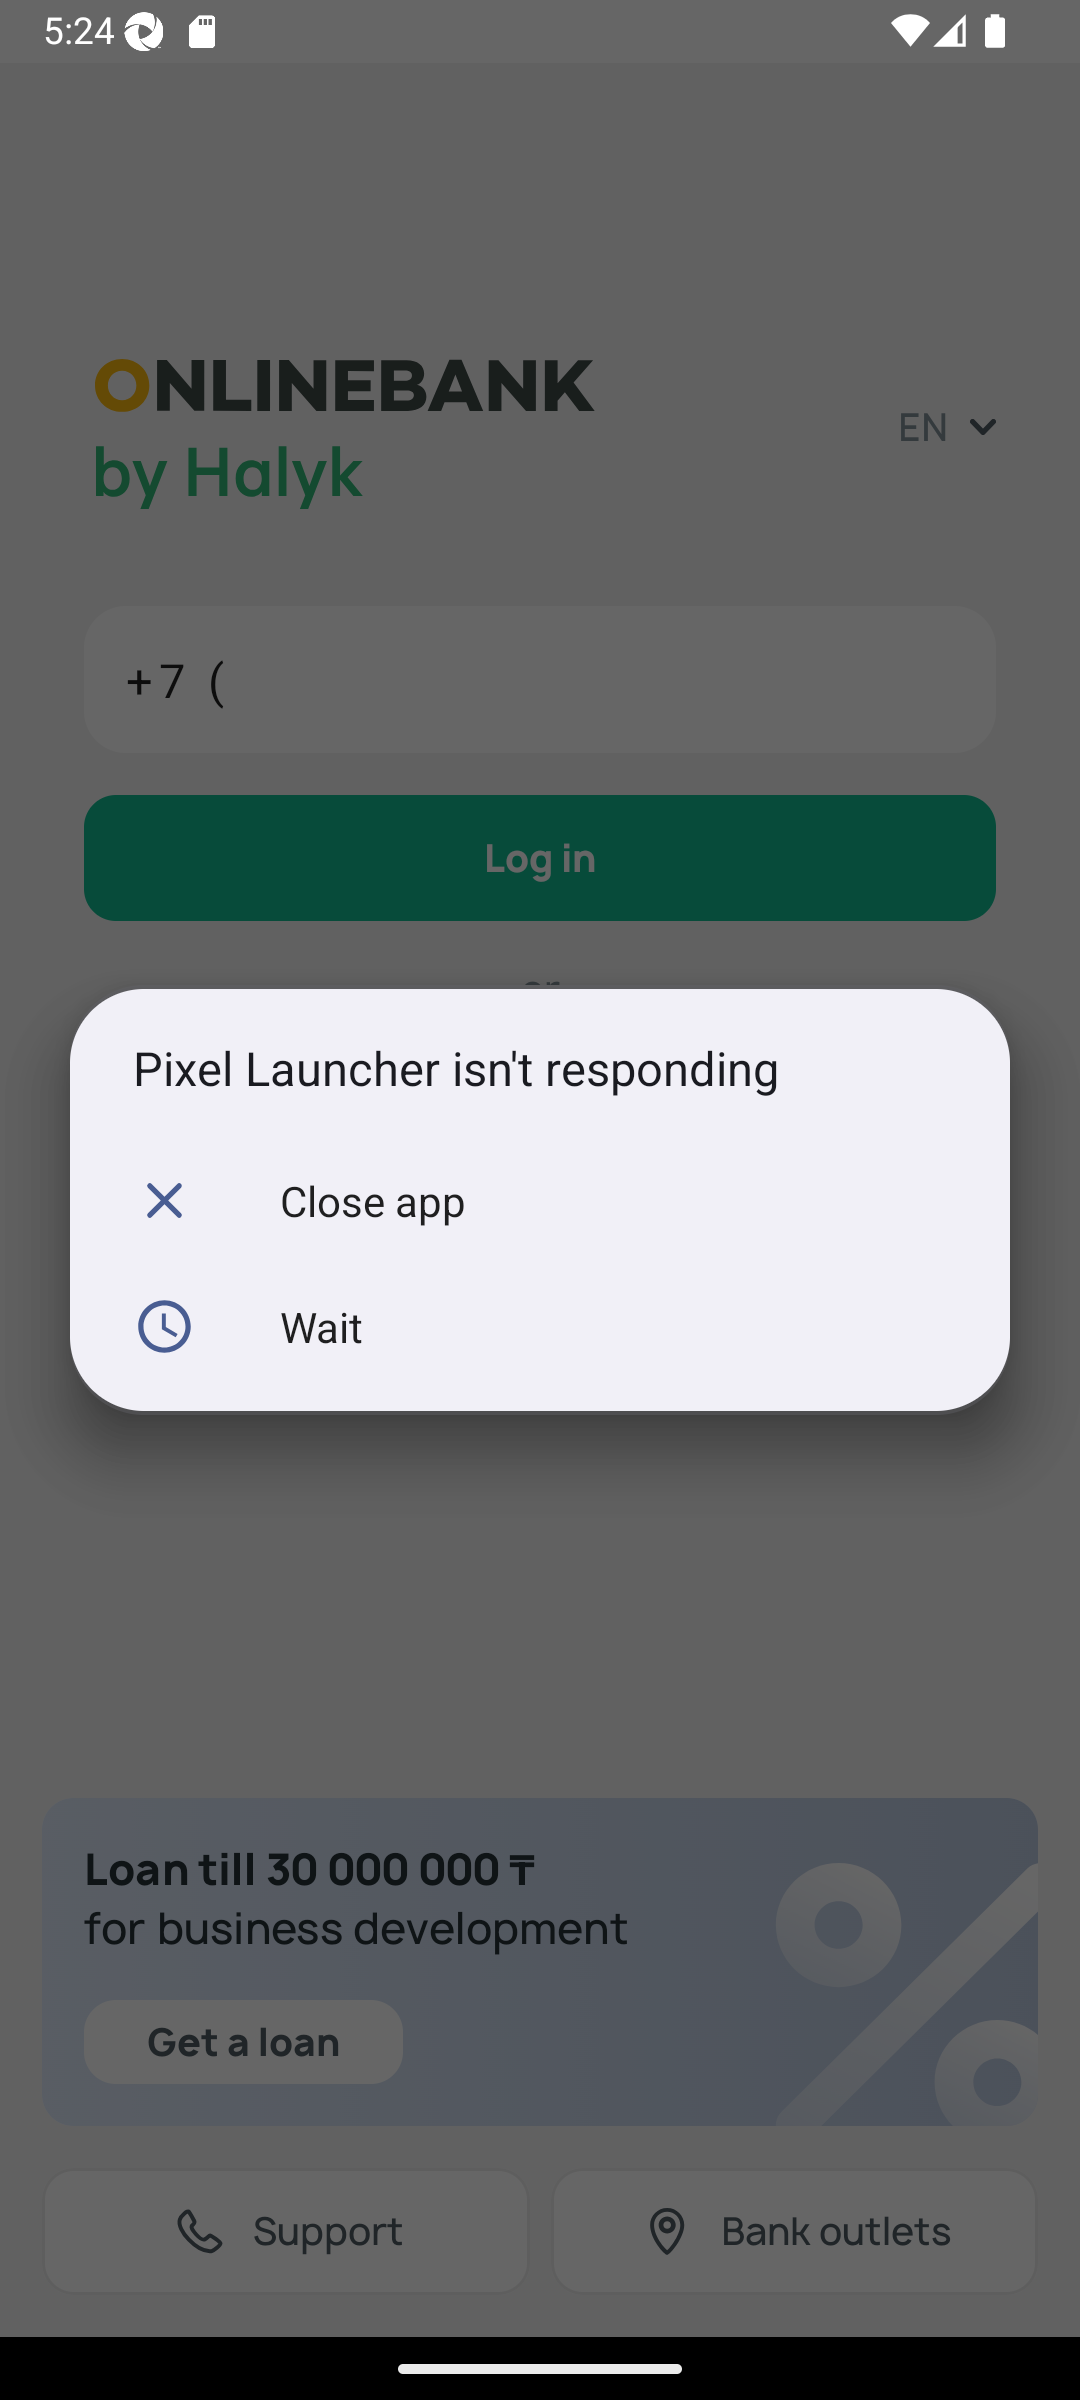 5:24
ONLINEBANK
by Halyk
EN
+7 (
Log in
or
Pixel Launcher isn't responding
Close app
Wait
Loan till 30 000 000 ₸
for business development
Get a loan
Support
Bank outlets